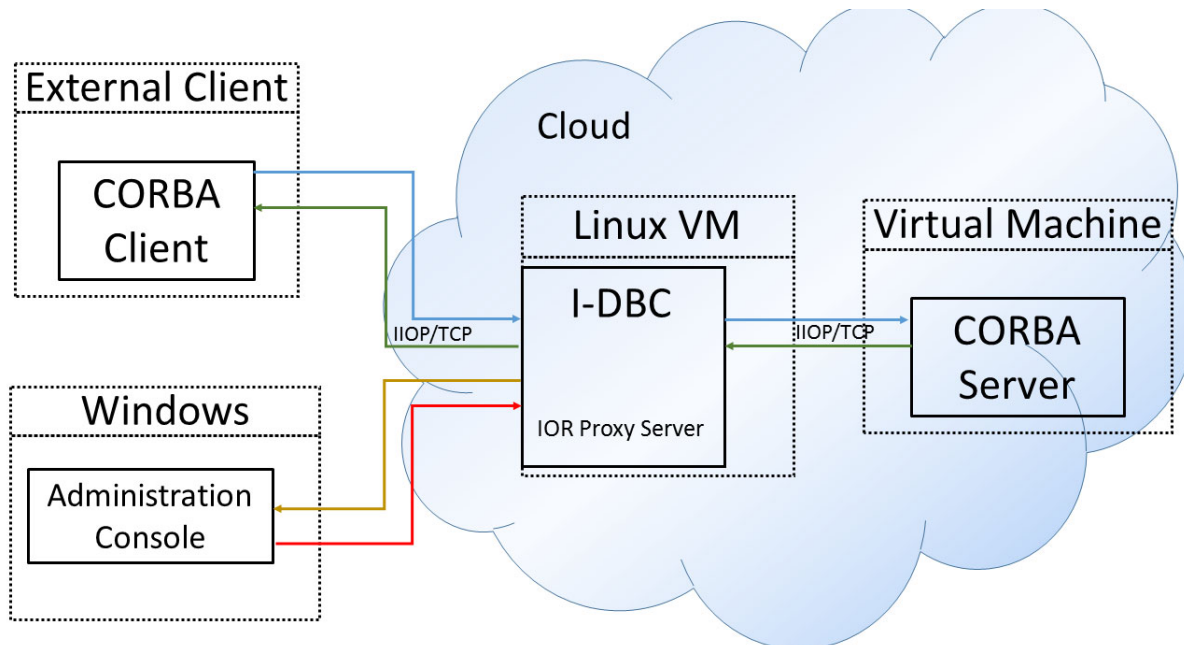 External Client
CORBA
Client
Cloud
Linux VM
I-DBC
IOR Proxy Server
IIOP/TCP
IIOP/TCP
Virtual Machine
CORBA
Server
Windows
Administration
Console